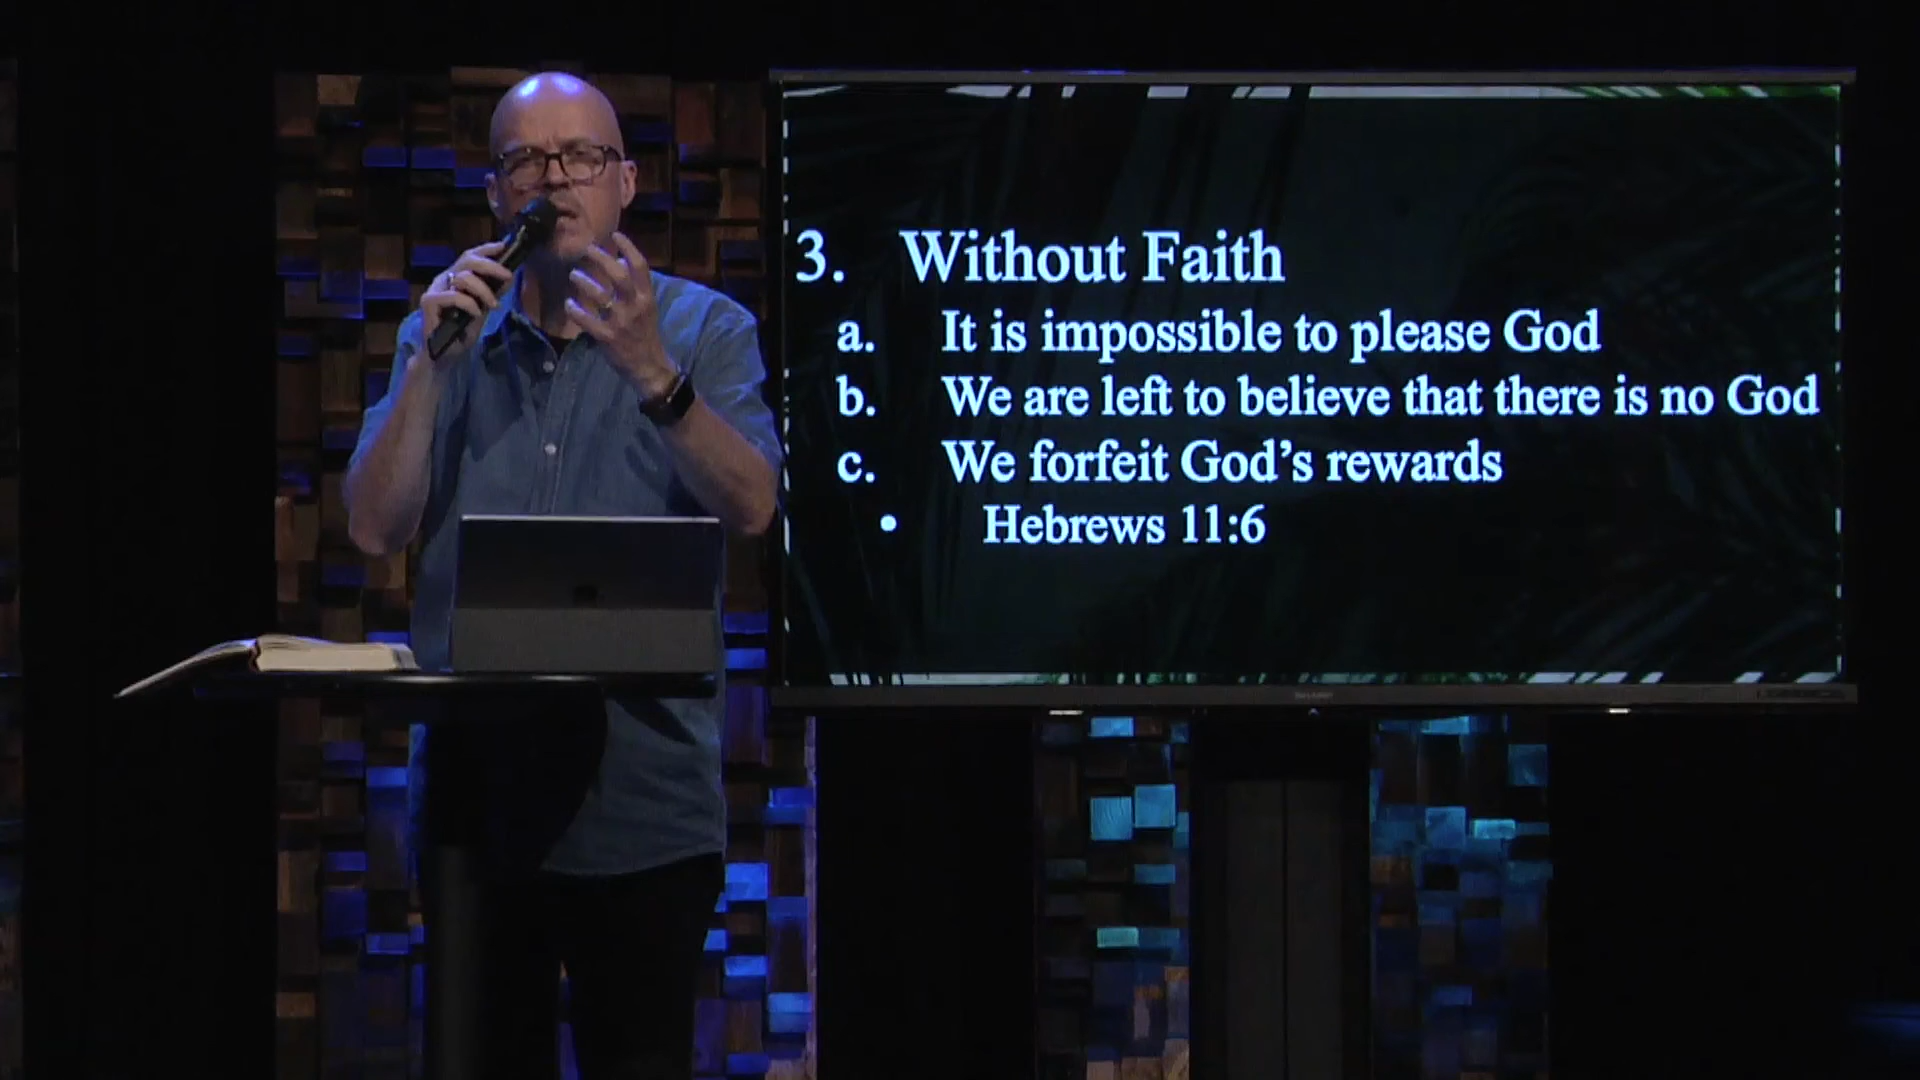 3. Without Faith
a. It is impossible to please God
b. We are left to believe that there is no God
c. We forfeit God’s rewards
• Hebrews 11:6